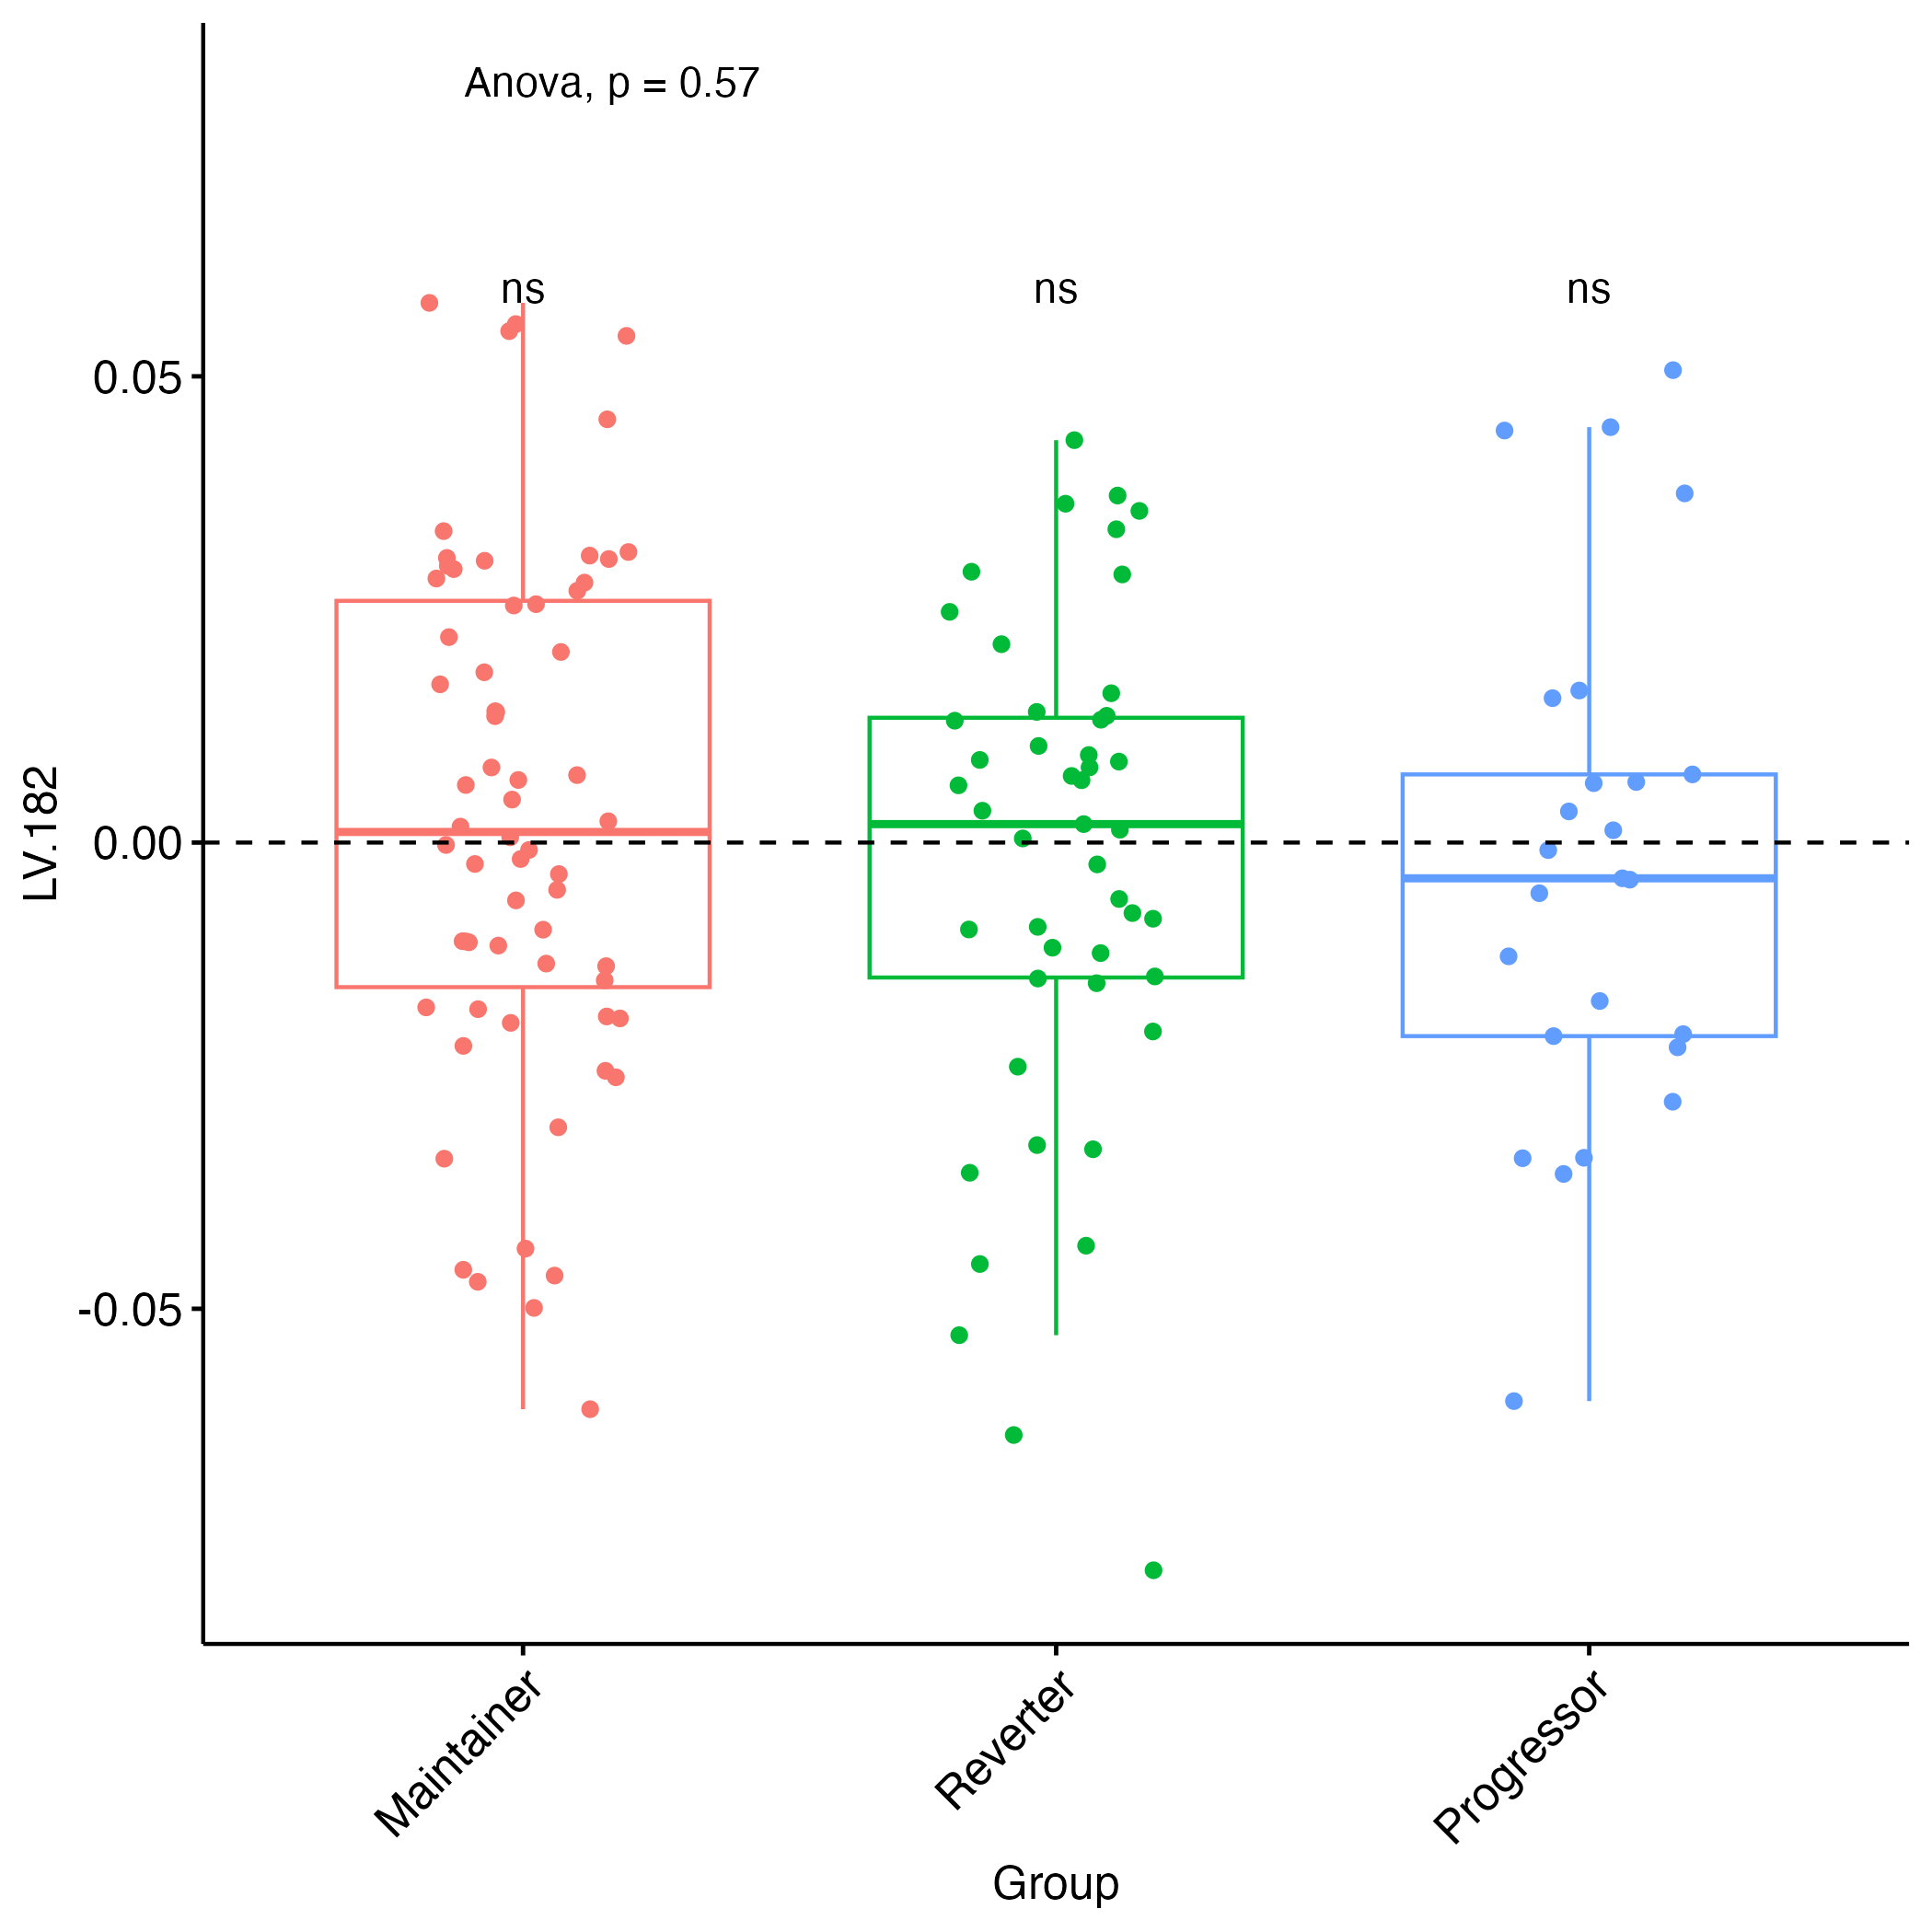 Anova, p = 0.57
ns ns ns
0.05
0.00
-0.05
LV.182
Maintainer Reverter Progressor
Group